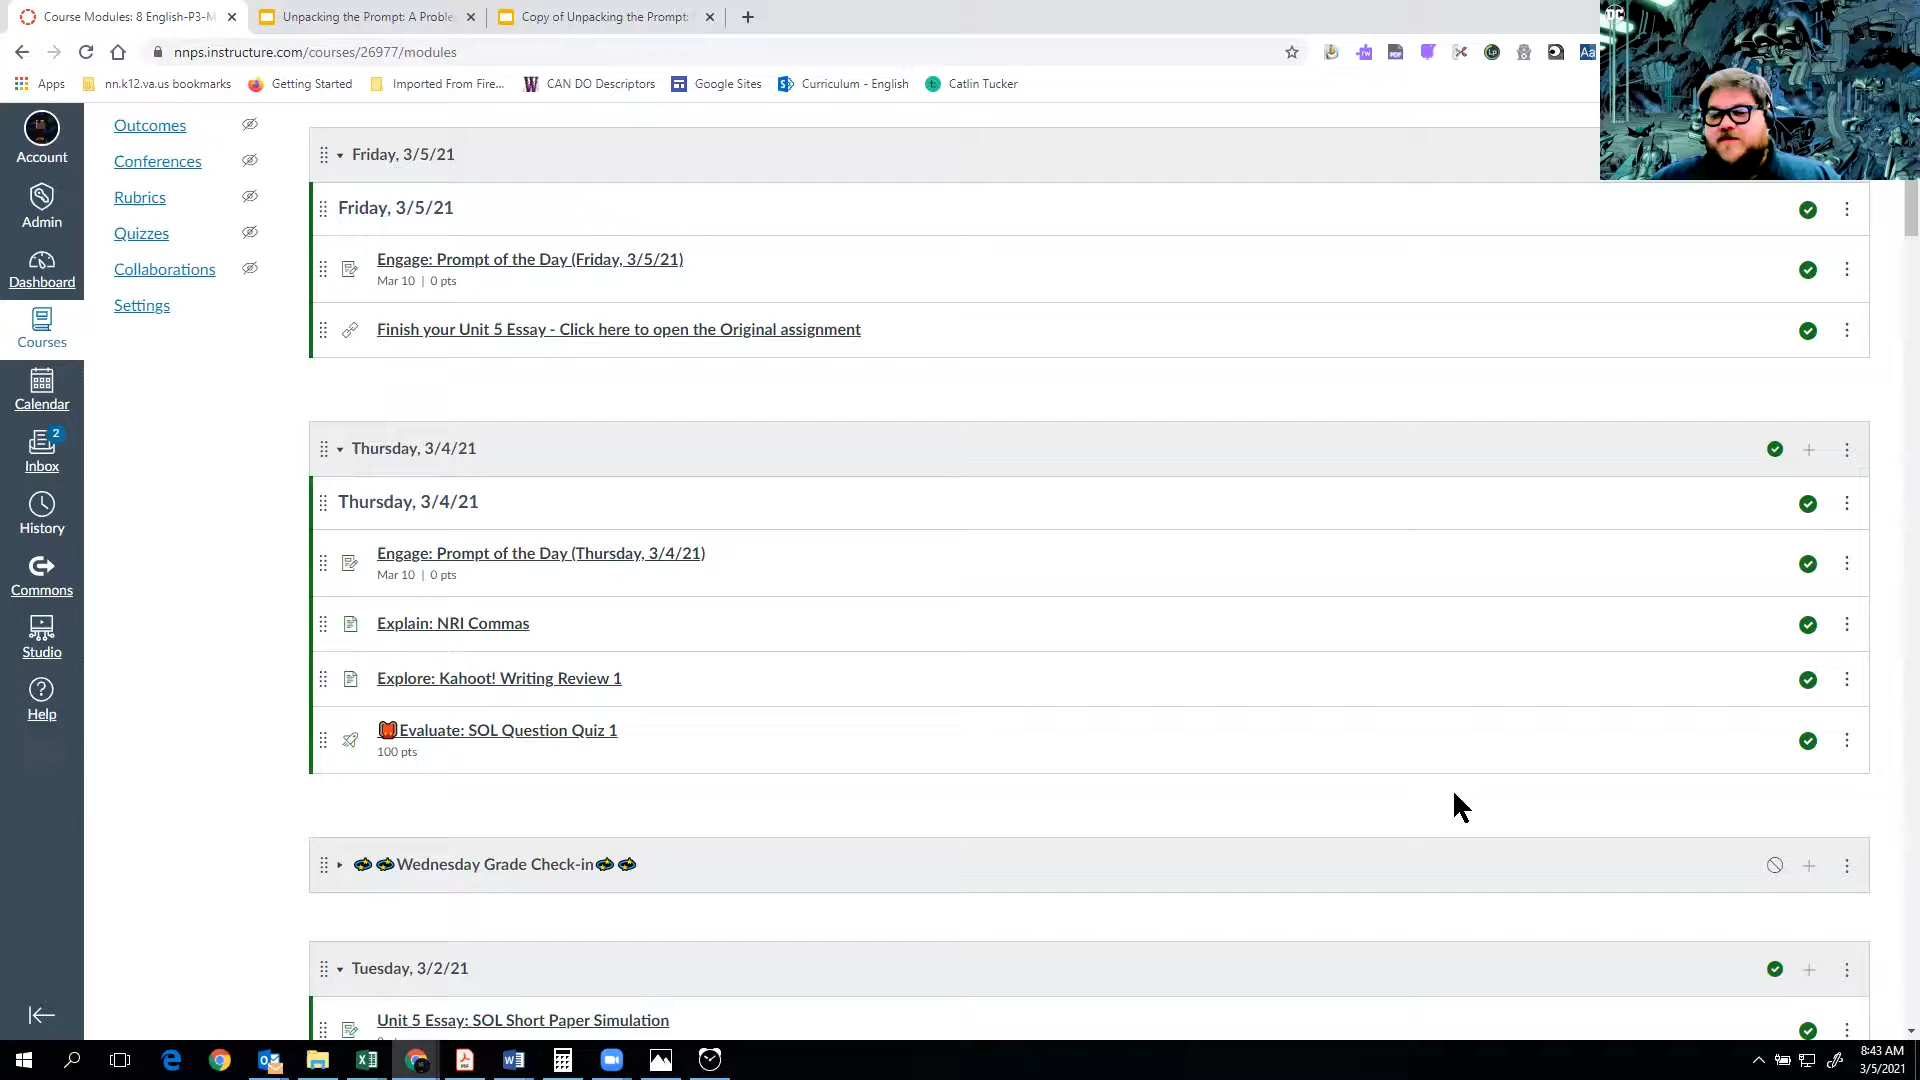 Course Modules: 8 English-P3-M
Unpacking the Prompt: A Proble
Copy of Unpacking the Prompt:
nnps.instructure.com/courses/26977/modules
Apps
nn.k12.va.us bookmarks
Getting Started
Imported From Fire...
CAN DO Descriptors
Google Sites
Curriculum - English
Catlin Tucker
DC
Account
Admin
Dashboard
Courses
Calendar
2
Inbox
History
Commons
Studio
Help
Outcomes
Conferences
Rubrics
Quizzes
Collaborations
Settings
Friday, 3/5/21
Friday, 3/5/21
Engage: Prompt of the Day (Friday, 3/5/21)
Mar 10 | 0 pts
Finish your Unit 5 Essay - Click here to open the Original assignment
Thursday, 3/4/21
Thursday, 3/4/21
Engage: Prompt of the Day (Thursday, 3/4/21)
Mar 10 | 0 pts
Explain: NRI Commas
Explore: Kahoot! Writing Review 1
Evaluate: SOL Question Quiz 1
100 pts
Wednesday Grade Check-in
Tuesday, 3/2/21
Unit 5 Essay: SOL Short Paper Simulation
8:43 AM
3/5/2021